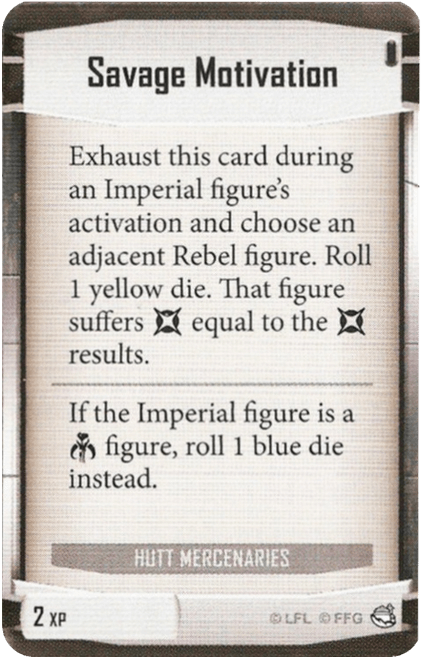 Savage Motivation
Exhaust this card during
an Imperial figure's
activation and choose an
adjacent Rebel figure. Roll
1 yellow die. That figure
suffers equal to the
results.
If the Imperial figure is a
figure, roll 1 blue die
instead.
HUTT MERCENARIES
2 XP
© LFL © FFG